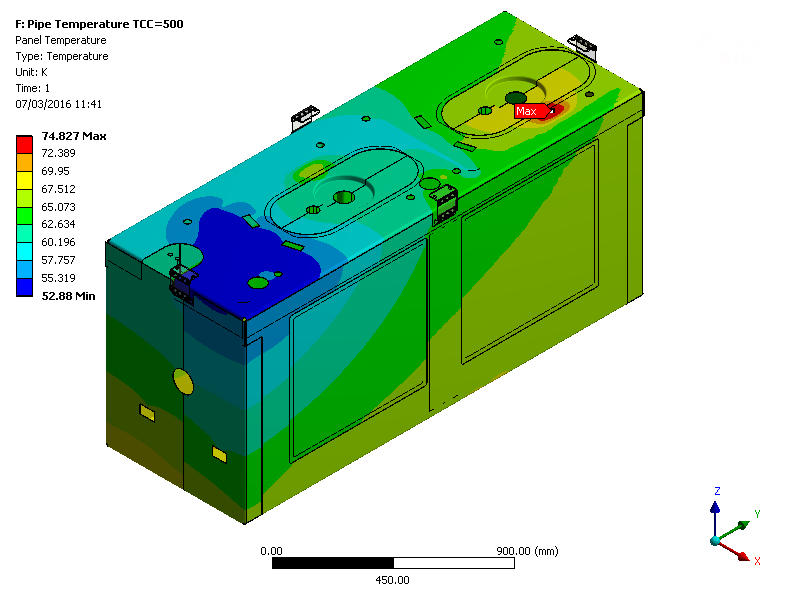 F: Pipe Temperature TCC=500
Panel Temperature
Type: Temperature
Unit: K
Time: 1
07/03/2016 11:41
74.827 Max
72.389
69.95
67.512
65.073
62.634
60.196
57.757
55.319
52.88 Min
Max
0.00 900.00 (mm)
450.00
Z
Y
X